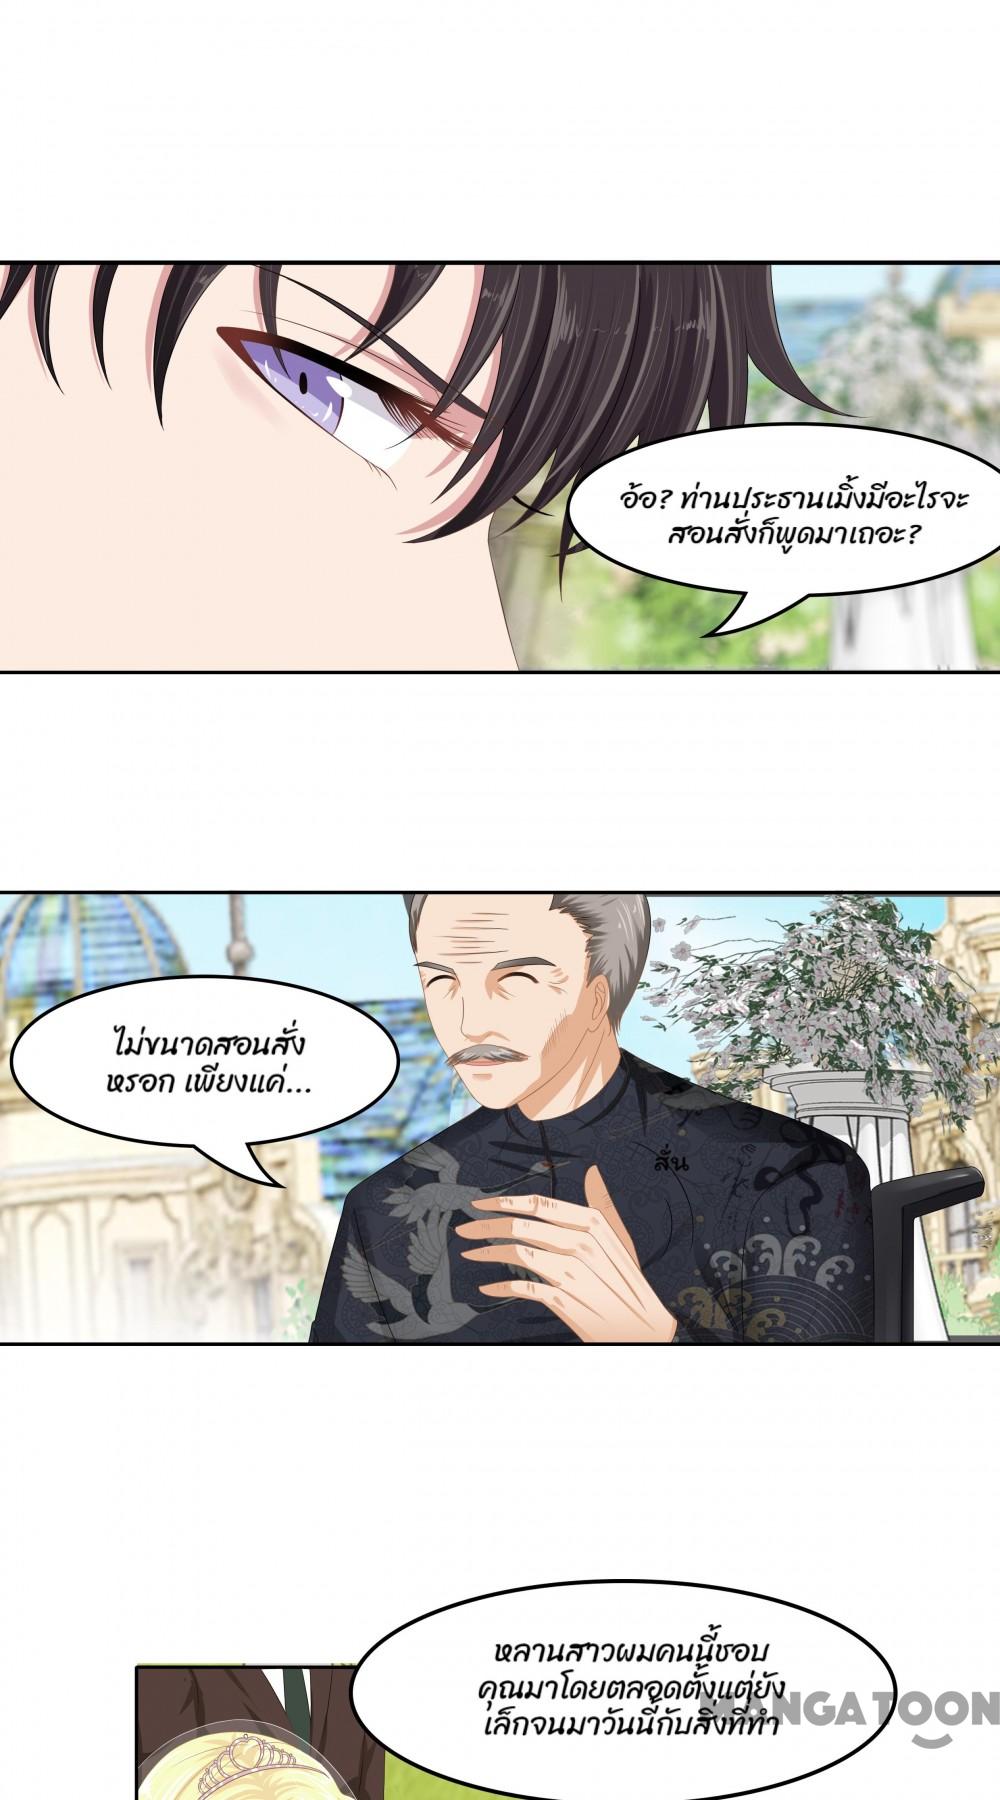 อ้อ? ท่านประธานเมิ้งมีอะไรจะ
สอนสั่งก็พูดมาเถอะ?
ไม่ขนาดสอนสั่ง
หรอก เพียงแค่...
สั่น
หลานสาวผมคนนี้ชอบ
คุณมาโดยตลอดตั้งแต่ยัง
เล็กจนมาวันนี้กับสิ่งที่ทำ
MANGATOON